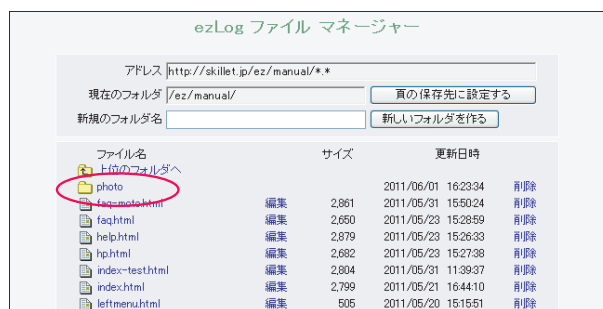 ezLog ファイル マネージャー
アドレス http://skillet.jp/ez/manual/*.*
現在のフォルダ /ez/manual/ 頁の保存先に設定する
新規のフォルダ名 新しいフォルダを作る
ファイル名 サイズ 更新日時
上位のフォルダへ
photo 2011/06/01 16:23:34 削除
faq-moto.html 編集 2,861 2011/05/31 15:50:24 削除
faq.html 編集 2,650 2011/05/23 15:28:59 削除
help.html 編集 2,879 2011/05/23 15:26:33 削除
hp.html 編集 2,682 2011/05/23 15:27:38 削除
index-test.html 編集 2,804 2011/05/31 11:39:37 削除
index.html 編集 2,799 2011/05/21 16:44:10 削除
leftmenu.html 編集 505 2011/05/20 15:15:51 削除